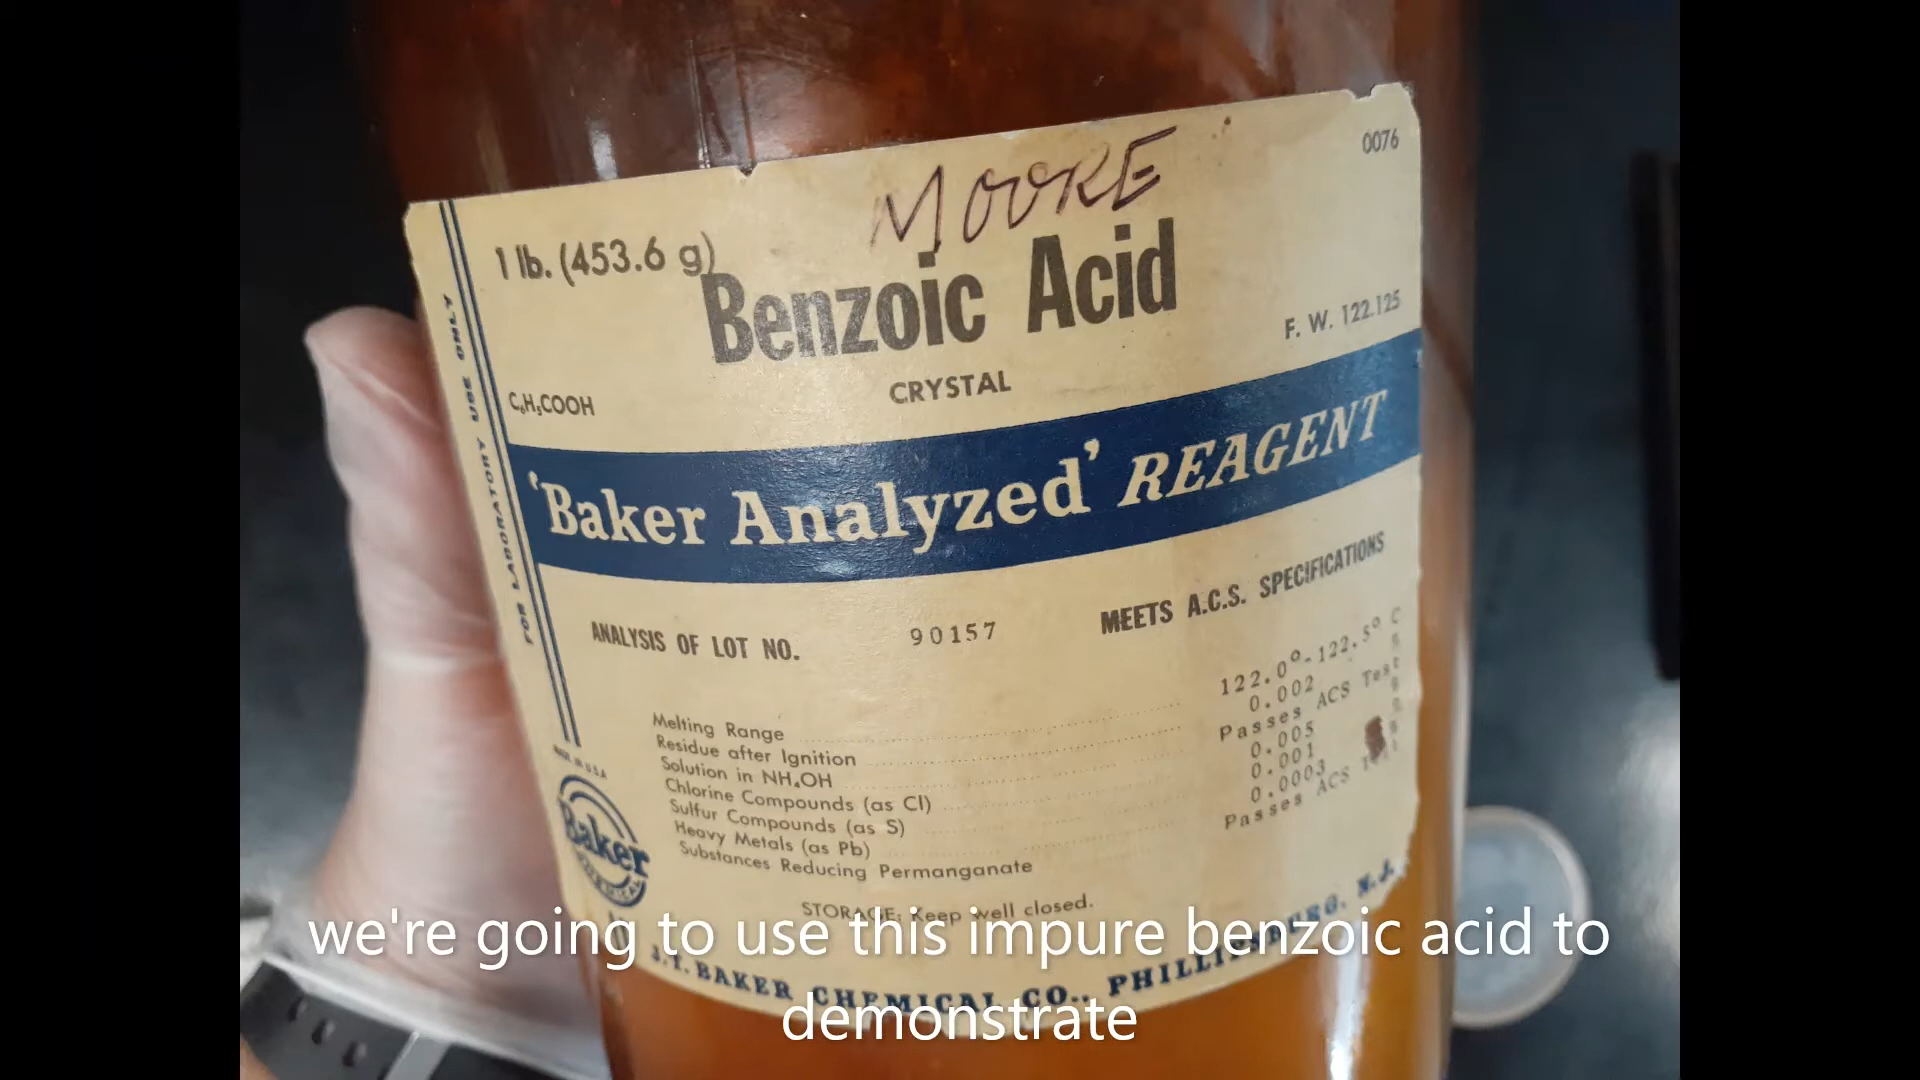 MOORE
0076
1 lb. (453.6 g)
Benzoic Acid
F. W. 122.125
CRYSTAL
C₆H₅COOH
FOR LABORATORY USE ONLY
'Baker Analyzed' REAGENT
ANALYSIS OF LOT NO. 90157 MEETS A.C.S. SPECIFICATIONS
Melting Range 122.0°-122.5° C
Residue after Ignition 0.002
Solution in NH₄OH Passes ACS Test
Chlorine Compounds (as Cl) 0.005
Sulfur Compounds (as S) 0.001
Heavy Metals (as Pb) 0.0003
Substances Reducing Permanganate Passes ACS
MADE IN U.S.A
Baker
STORAGE: Keep well closed.
J.T. BAKER CHEMICAL CO., PHILLIPSBURG, N.J.
we're going to use this impure benzoic acid to
demonstrate